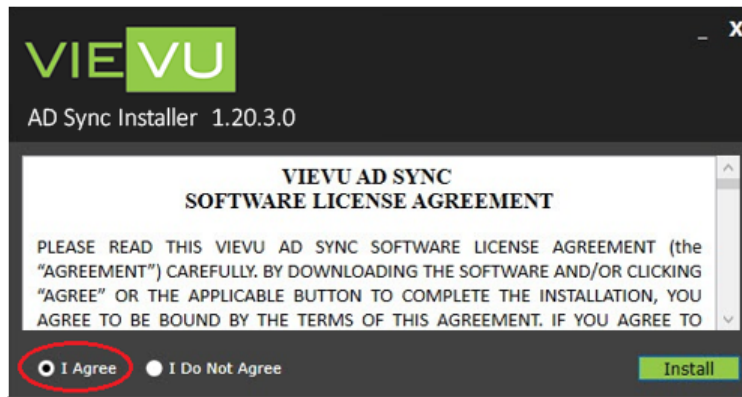 _ X
VIEVU
AD Sync Installer 1.20.3.0
VIEVU AD SYNC
SOFTWARE LICENSE AGREEMENT
PLEASE READ THIS VIEVU AD SYNC SOFTWARE LICENSE AGREEMENT (the
“AGREEMENT”) CAREFULLY. BY DOWNLOADING THE SOFTWARE AND/OR CLICKING
“AGREE” OR THE APPLICABLE BUTTON TO COMPLETE THE INSTALLATION, YOU
AGREE TO BE BOUND BY THE TERMS OF THIS AGREEMENT. IF YOU AGREE TO
I Agree I Do Not Agree Install